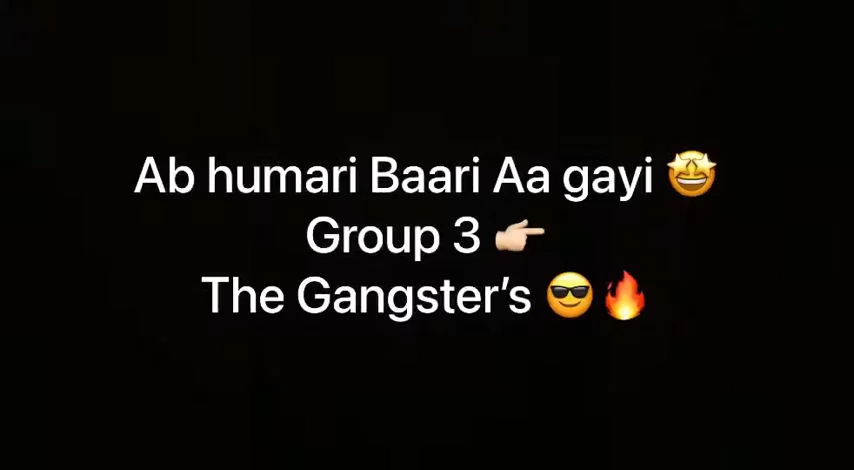 Ab humari Baari Aa gayi 🤩
Group 3 👉🏻
The Gangster’s 😎🔥